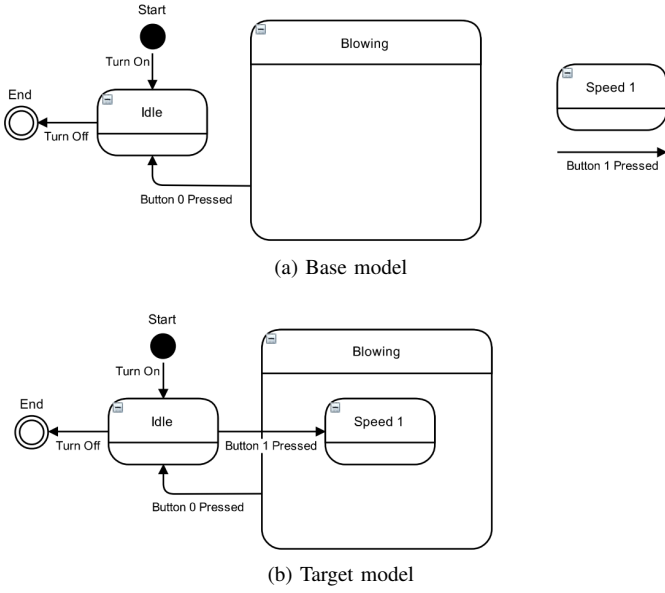 Start
Blowing
Turn On
Speed 1
End
Idle
Turn Off
Button 1 Pressed
Button 0 Pressed
(a) Base model
Start
Blowing
Turn On
End
Idle
Speed 1
Turn Off
Button 1 Pressed
Button 0 Pressed
(b) Target model